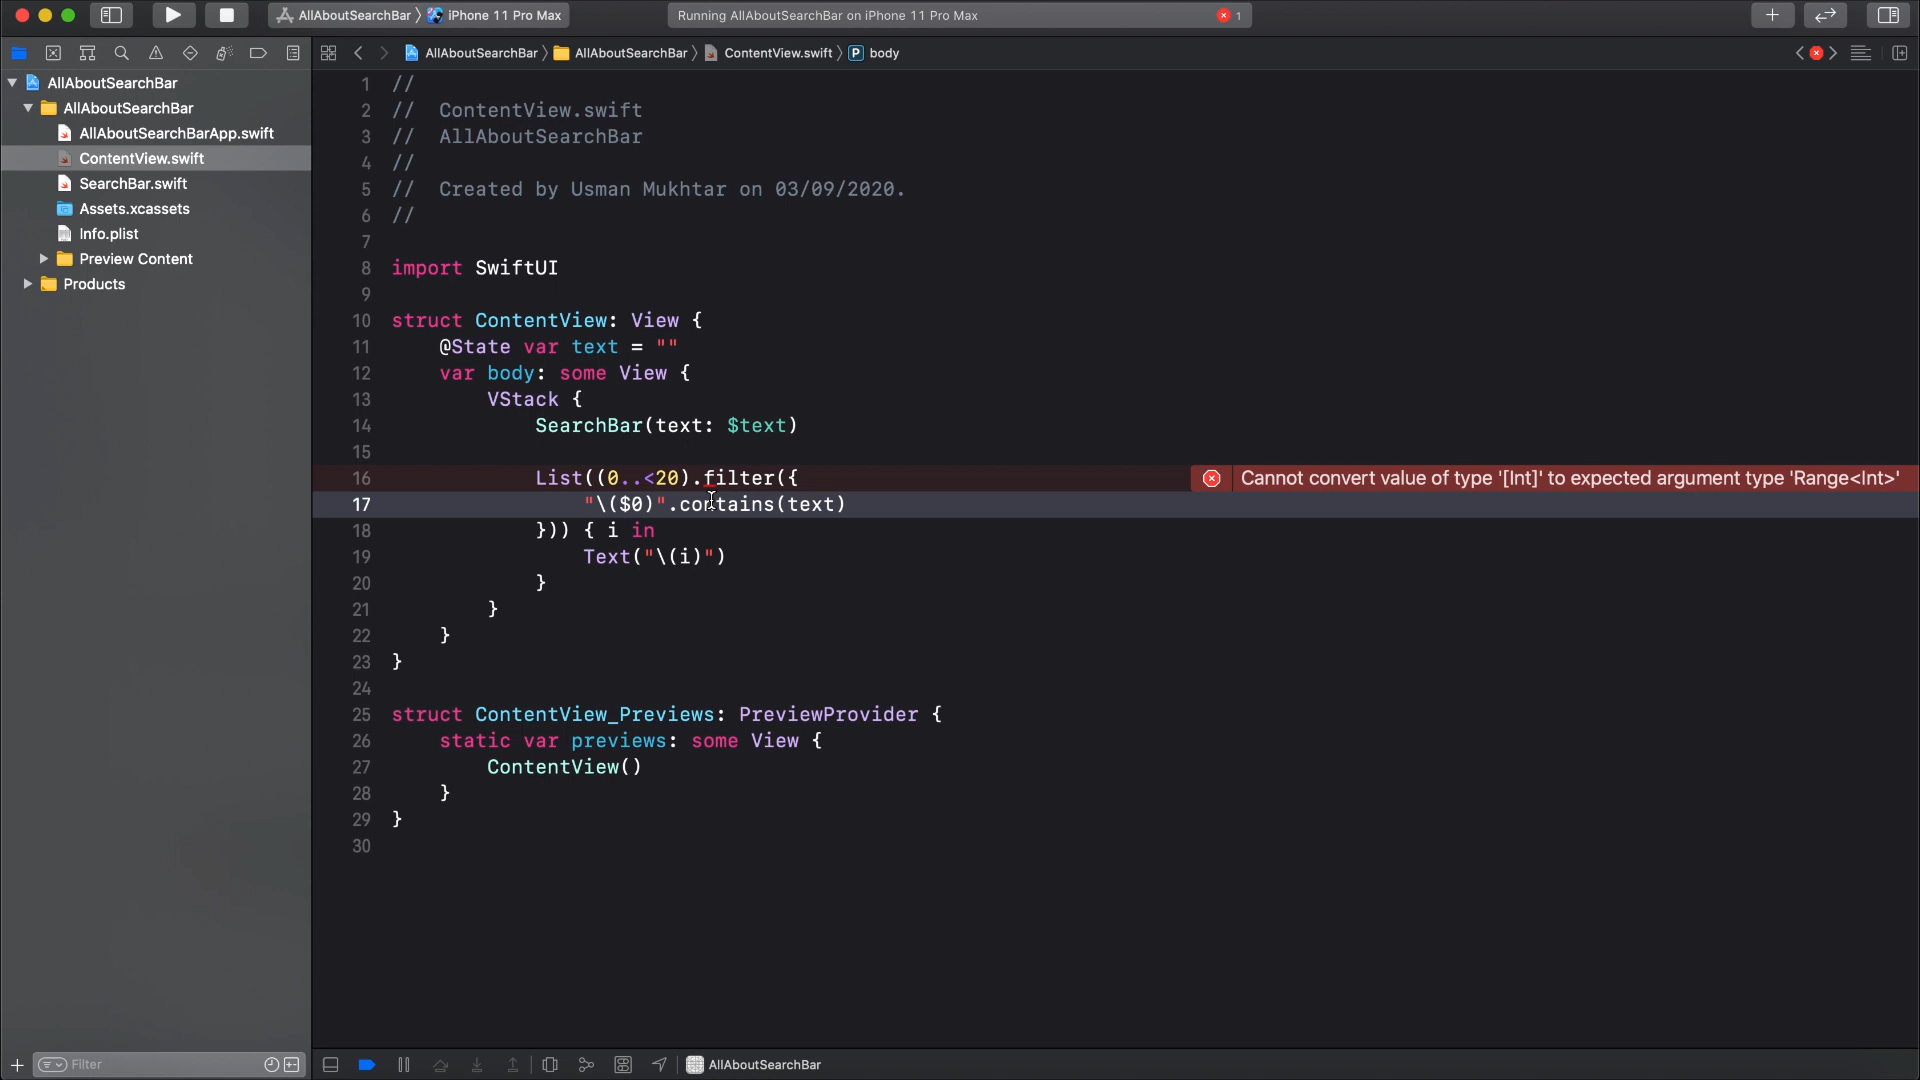 AllAboutSearchBar 〉 iPhone 11 Pro Max
Running AllAboutSearchBar on iPhone 11 Pro Max
1
AllAboutSearchBar 〉 AllAboutSearchBar 〉 ContentView.swift 〉 P body
AllAboutSearchBar
AllAboutSearchBar
AllAboutSearchBarApp.swift
ContentView.swift
SearchBar.swift
Assets.xcassets
Info.plist
Preview Content
Products
1 //
2 //  ContentView.swift
3 //  AllAboutSearchBar
4 //
5 //  Created by Usman Mukhtar on 03/09/2020.
6 //
7
8 import SwiftUI
9
10 struct ContentView: View {
11     @State var text = ""
12     var body: some View {
13         VStack {
14             SearchBar(text: $text)
15
16             List((0..<20).filter({
Cannot convert value of type '[Int]' to expected argument type 'Range<Int>'
17                 "\($0)".contains(text)
18             })) { i in
19                 Text("\(i)")
20             }
21         }
22     }
23 }
24
25 struct ContentView_Previews: PreviewProvider {
26     static var previews: some View {
27         ContentView()
28     }
29 }
30
Filter
AllAboutSearchBar